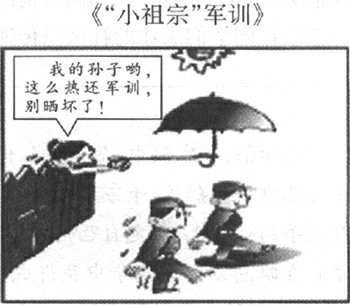 《“小祖宗”军训》
我的孙子哟，
这么热还军训，
别晒坏了！